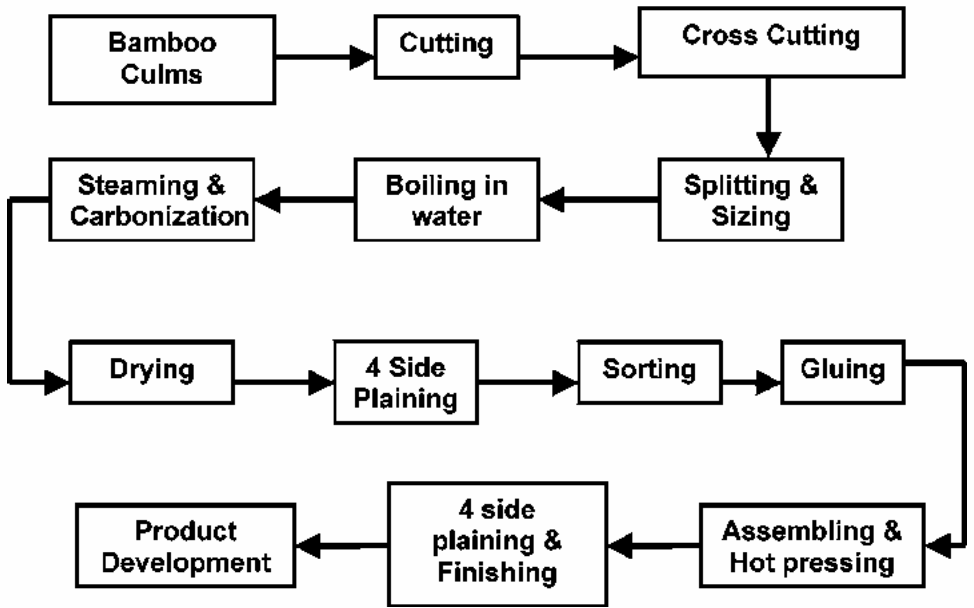 Bamboo
Culms
Cutting
Cross Cutting
Splitting &
Sizing
Boiling in
water
Steaming &
Carbonization
Drying
4 Side
Plaining
Sorting
Gluing
Assembling &
Hot pressing
4 side
plaining &
Finishing
Product
Development